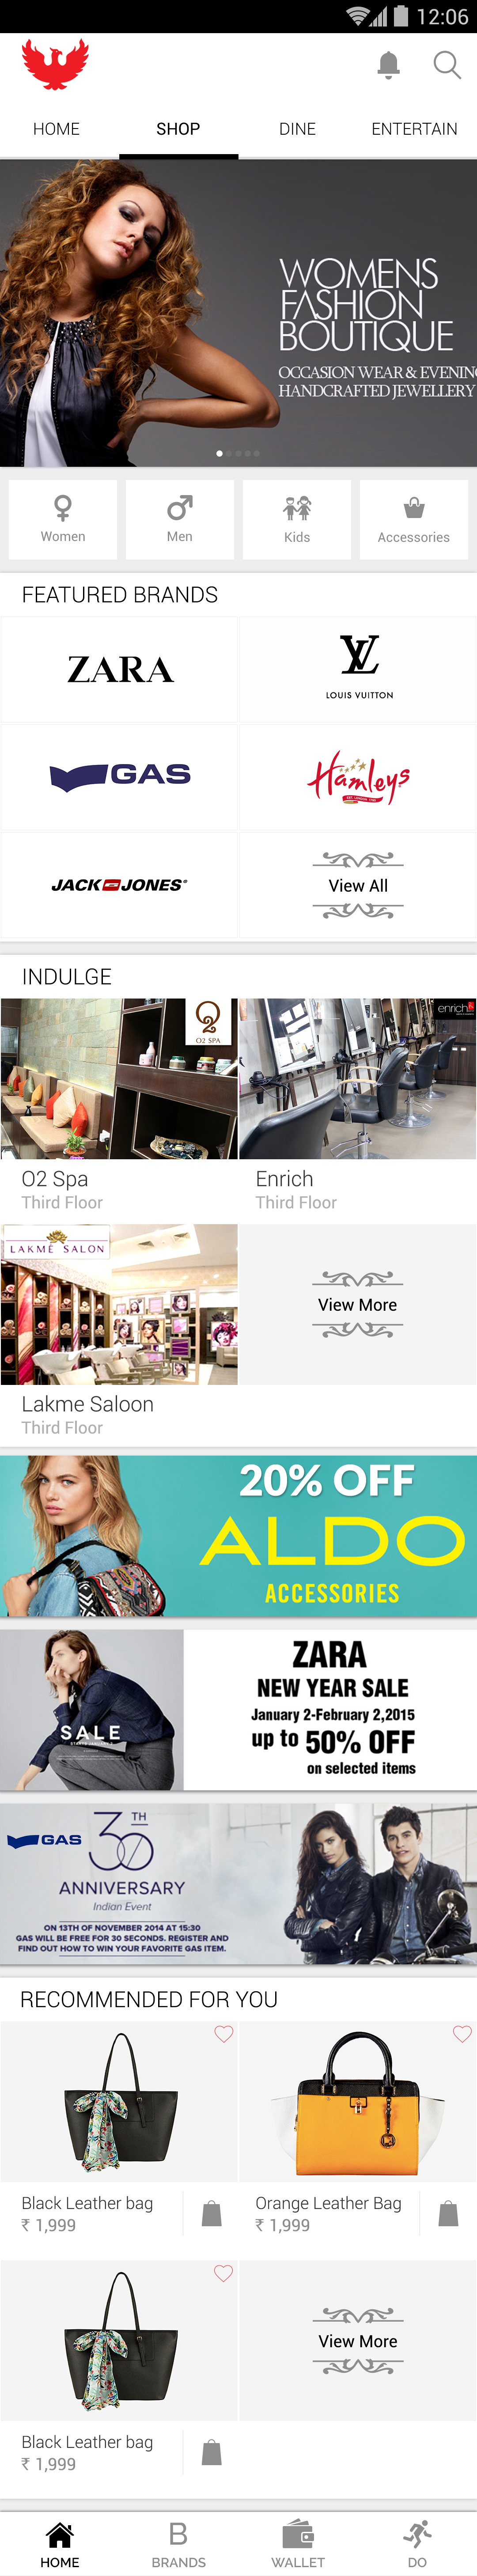 12:06
HOME
SHOP
DINE
ENTERTAIN
WOMENS
FASHION
BOUTIQUE
OCCASION WEAR & EVENIN
HANDCRAFTED JEWELLERY
Women
Men
Kids
Accessories
FEATURED BRANDS
ZARA
LV
LOUIS VUITTON
GAS
Hamleys
JACK JONES®
View All
INDULGE
O2
O2 SPA
enrich
O2 Spa
Third Floor
Enrich
Third Floor
LAKMÉ SALON
View More
Lakme Saloon
Third Floor
20% OFF
ALDO
ACCESSORIES
SALE
ZARA
NEW YEAR SALE
January 2-February 2,2015
up to 50% OFF
on selected items
GAS
30TH
ANNIVERSARY
Indian Event
ON 13TH OF NOVEMBER 2014 AT 15:30
GAS WILL BE FREE FOR 30 SECONDS. REGISTER AND
FIND OUT HOW TO WIN YOUR FAVORITE GAS ITEM.
RECOMMENDED FOR YOU
Black Leather bag
₹ 1,999
Orange Leather Bag
₹ 1,999
View More
Black Leather bag
₹ 1,999
B
HOME
BRANDS
WALLET
DO